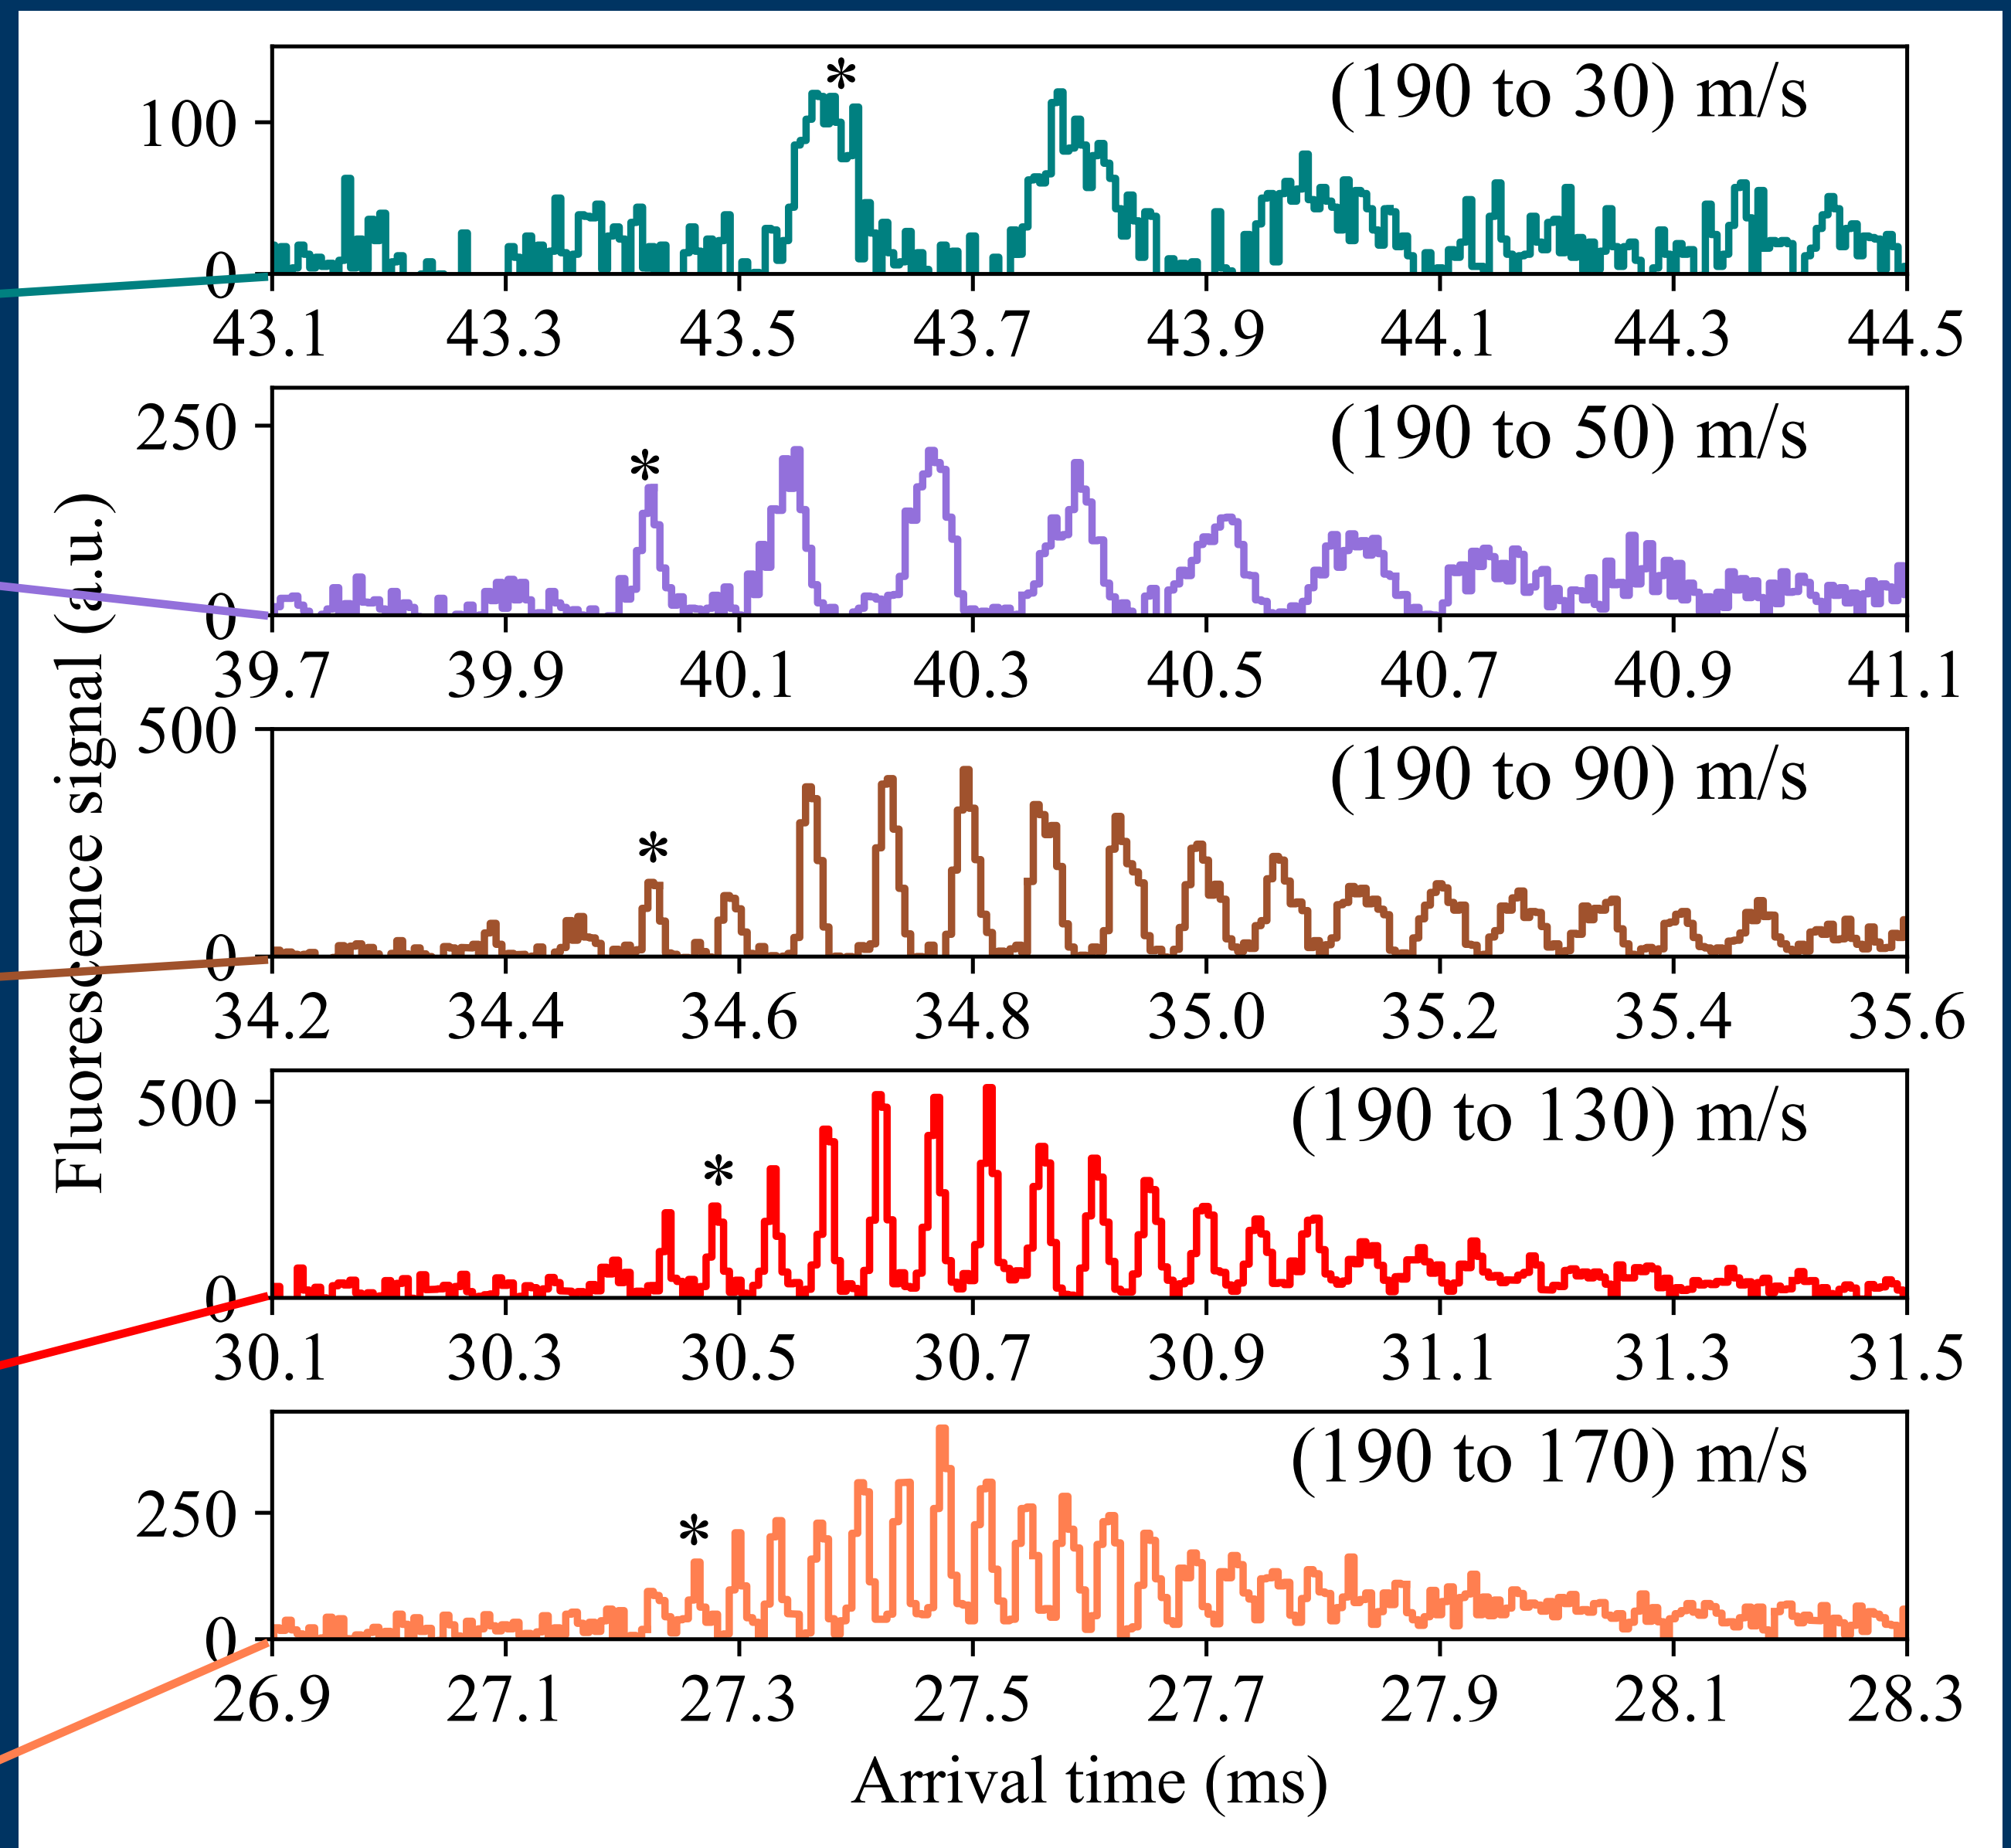 Fluorescence signal (a.u.)
(190 to 30) m/s
*
100
0
43.1 43.3 43.5 43.7 43.9 44.1 44.3 44.5
(190 to 50) m/s
*
250
0
39.7 39.9 40.1 40.3 40.5 40.7 40.9 41.1
(190 to 90) m/s
*
500
0
34.2 34.4 34.6 34.8 35.0 35.2 35.4 35.6
(190 to 130) m/s
*
500
0
30.1 30.3 30.5 30.7 30.9 31.1 31.3 31.5
(190 to 170) m/s
*
250
0
26.9 27.1 27.3 27.5 27.7 27.9 28.1 28.3
Arrival time (ms)